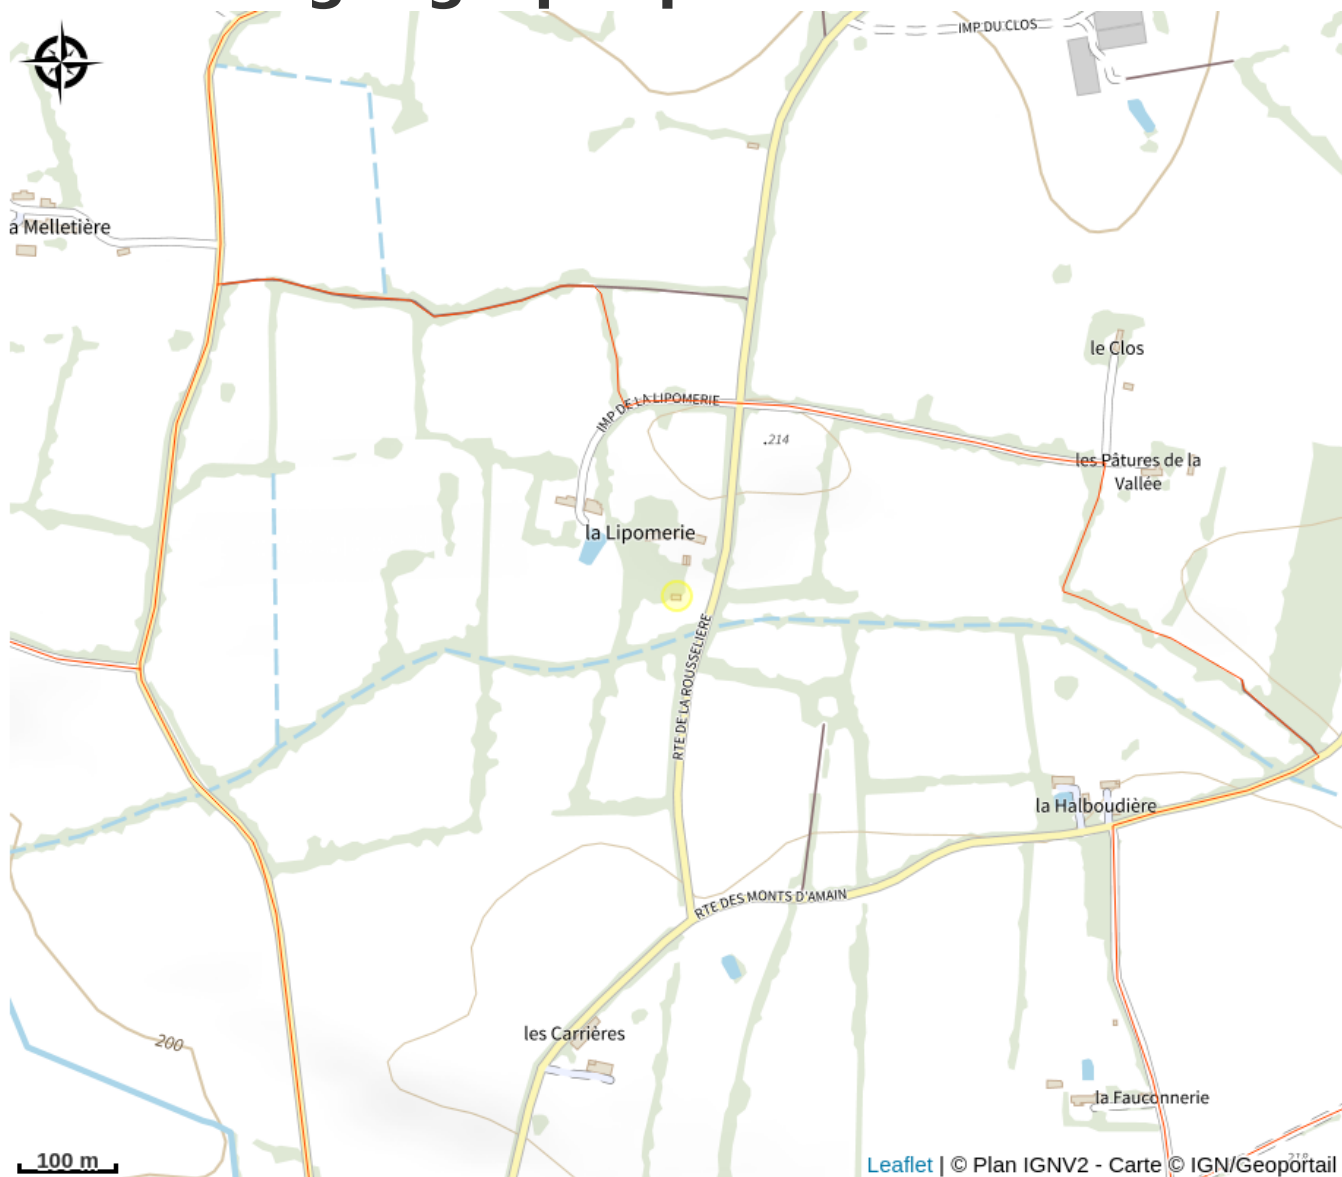 IMP DU CLOS
a Melletière
le Clos
IMP DE LA LIPOMERIE
.214
les Pâtures de la
Vallée
la Lipomerie
RTE DE LA ROUSSELIERE
la Halboudière
RTE DES MONTS D'AMAIN
les Carrières
200
la Fauconnerie
100 m
Leaflet | © Plan IGNV2 - Carte © IGN/Geoportail